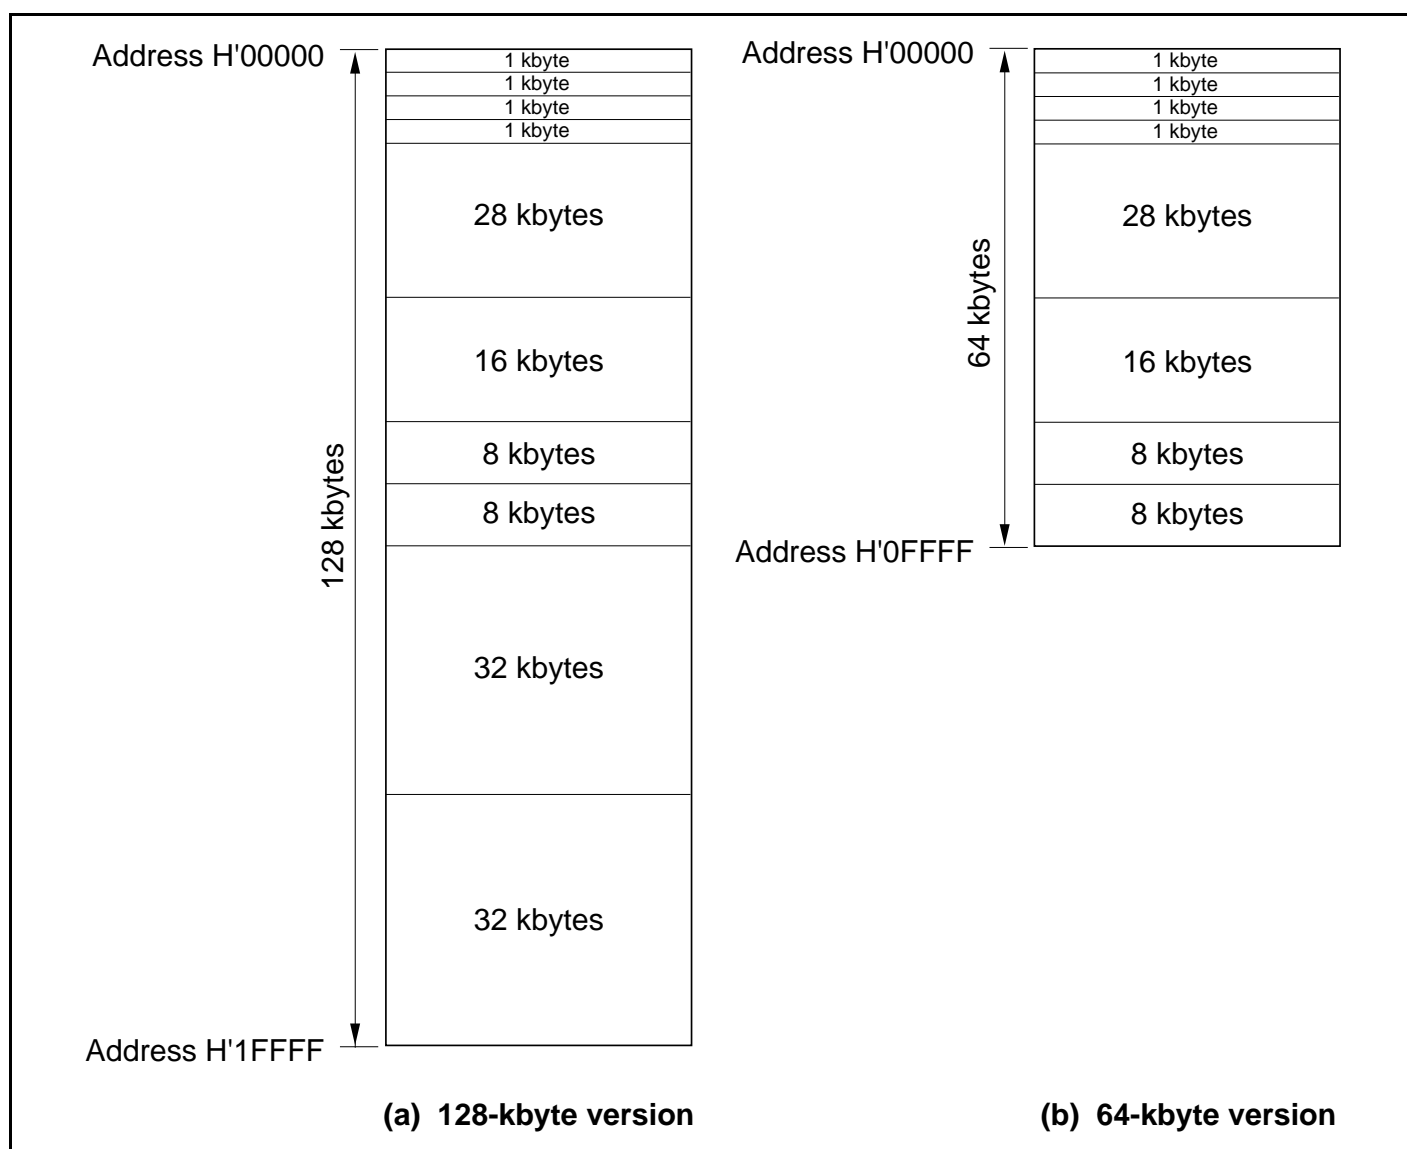 Address H'00000
1 kbyte
1 kbyte
1 kbyte
1 kbyte
28 kbytes
16 kbytes
8 kbytes
8 kbytes
32 kbytes
32 kbytes
128 kbytes
Address H'1FFFF
(a) 128-kbyte version
Address H'00000
1 kbyte
1 kbyte
1 kbyte
1 kbyte
28 kbytes
16 kbytes
8 kbytes
8 kbytes
64 kbytes
Address H'0FFFF
(b) 64-kbyte version